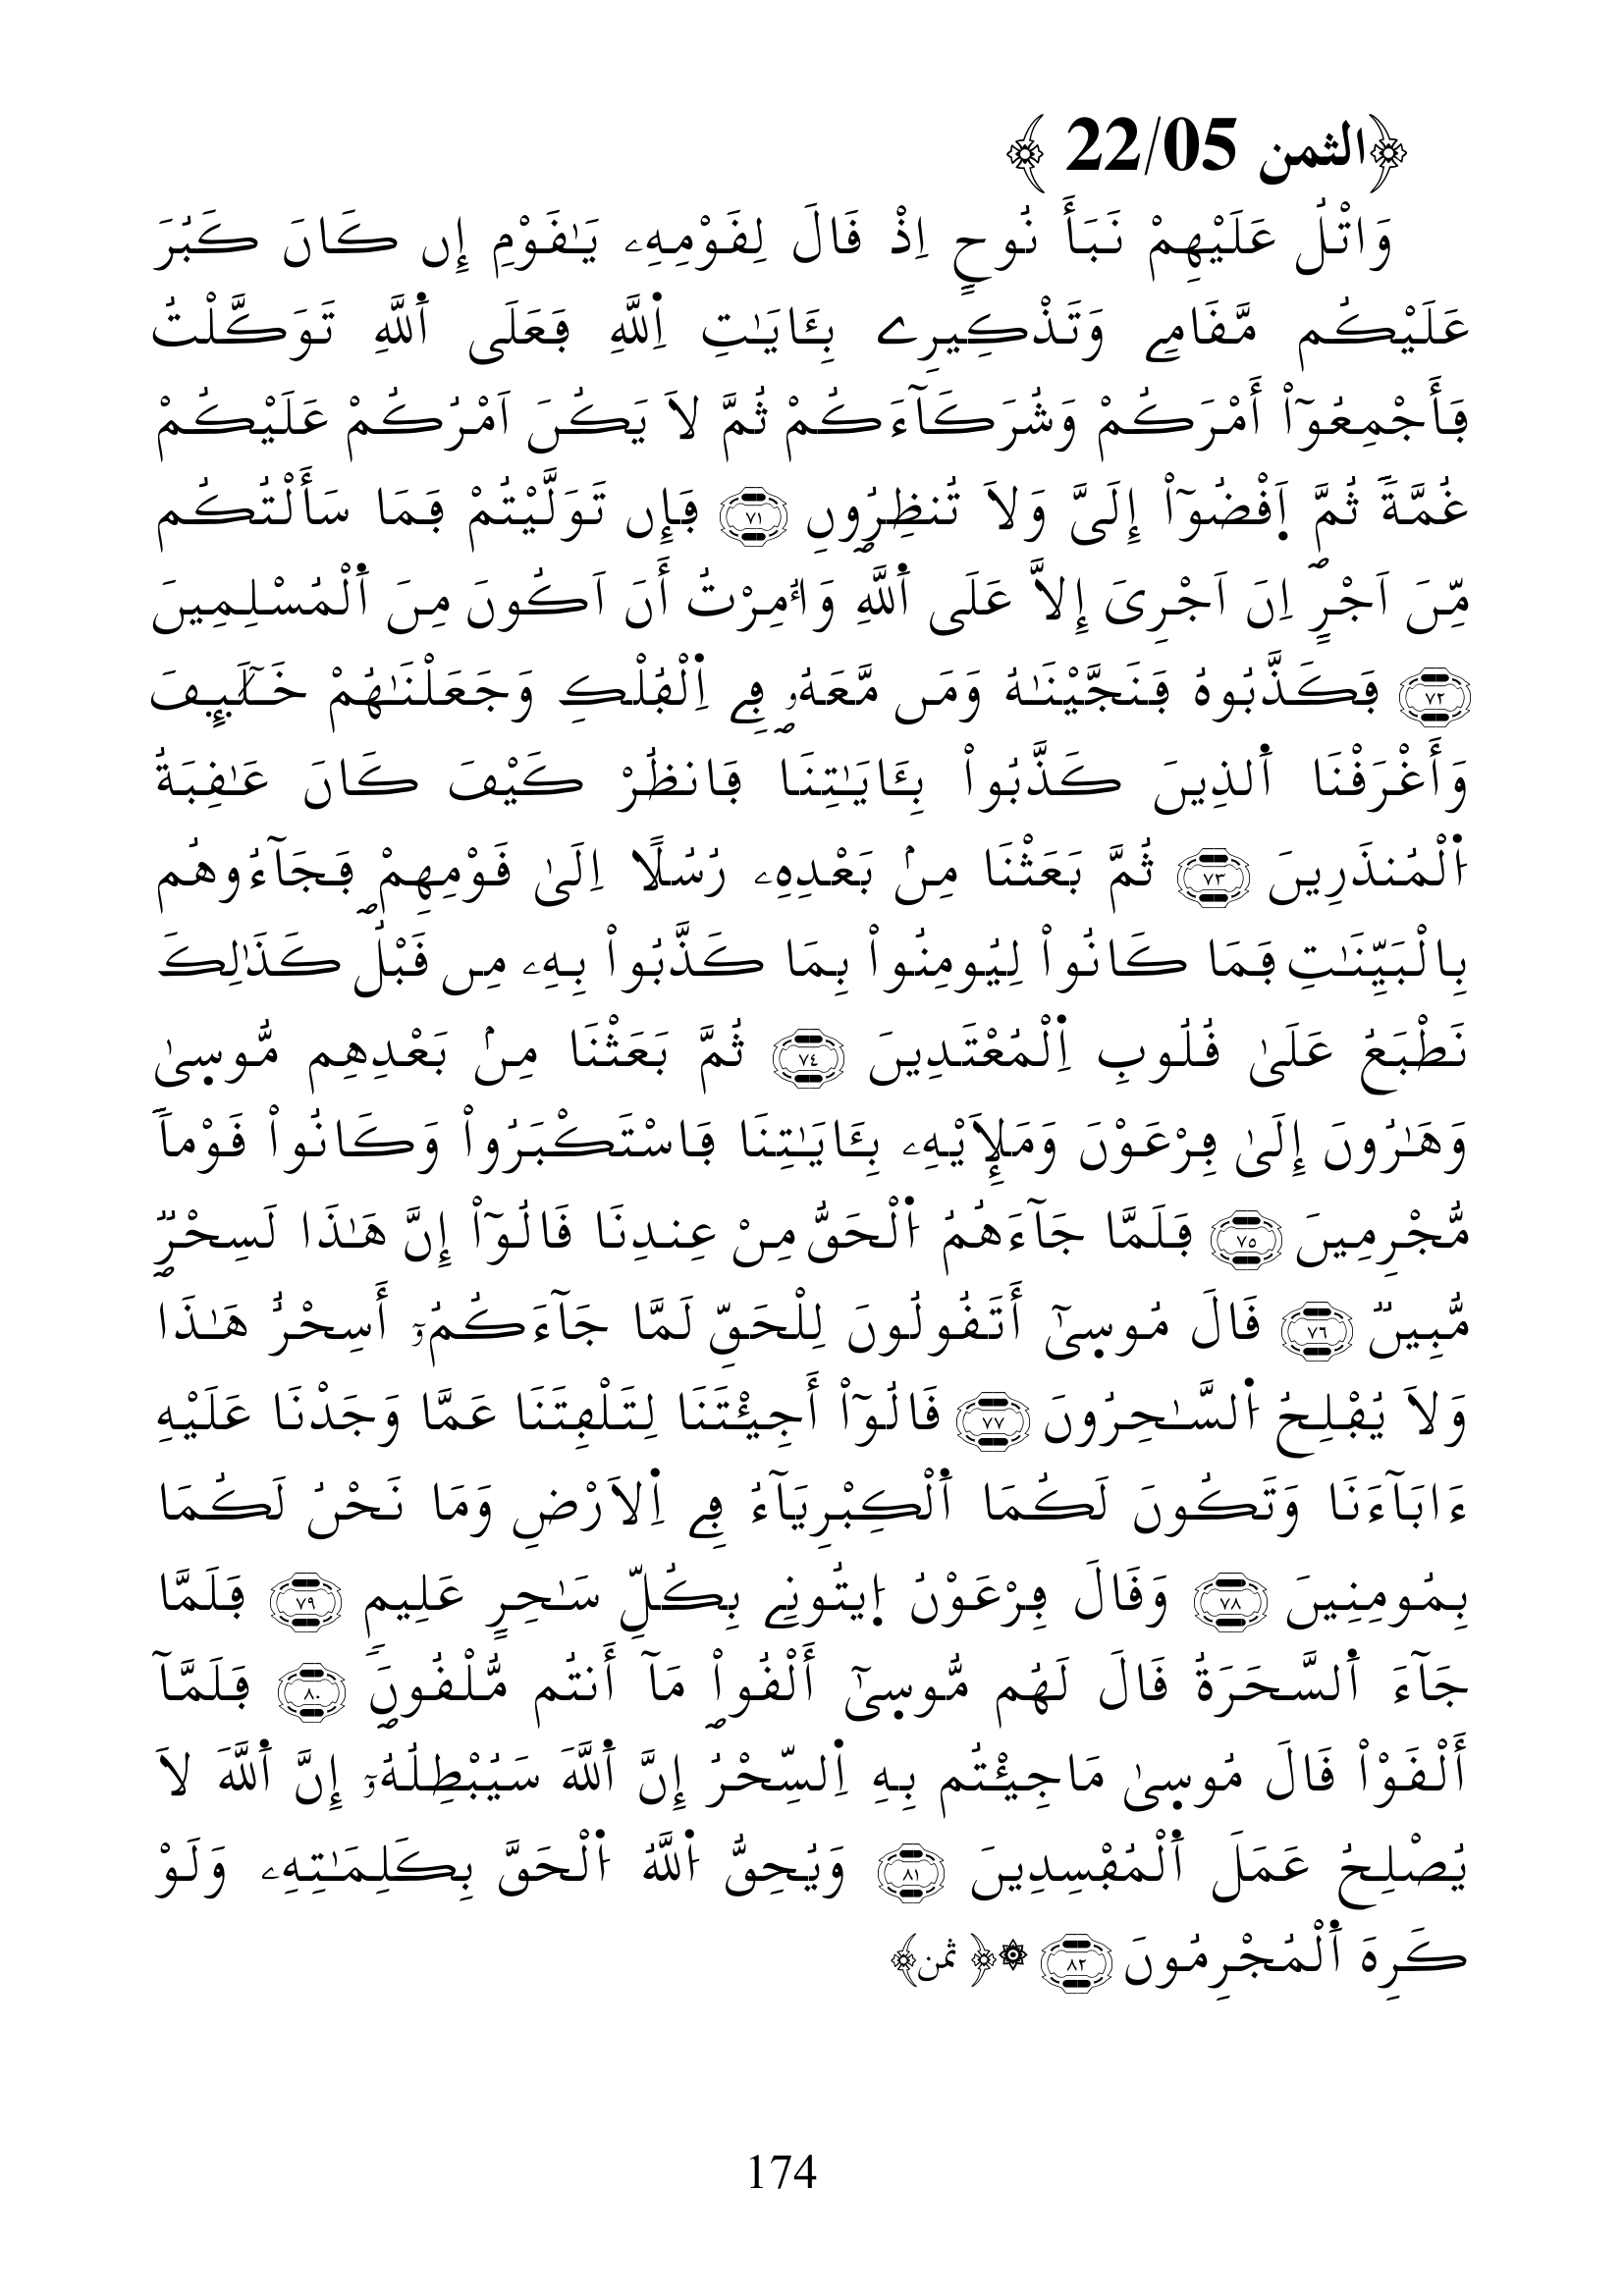 ﴿الثمن 22/05 ﴾
وَاتْلُ عَلَيْهِمْ نَبَأَ نُوحٍ اِذْ قَالَ لِقَوْمِهِۦ يَـٰقَوْمِ إِن كَانَ كَبُرَ
عَلَيْكُم مَّقَامِے وَتَذْكِيرِے بِـَٔايَـٰتِ اِ۬للَّهِ فَعَلَى اَ۬للَّهِ تَوَكَّلْتُ
فَأَجْمِعُوٓاْ أَمْرَكُمْ وَشُرَكَآءَكُمْ ثُمَّ لاَ يَكُنَ اَمْرُكُمْ عَلَيْكُمْ
غُمَّةٗ ثُمَّ اَ۪قْضُوٓاْ إِلَىَّ وَلاَ تُنظِرُونِۖ ۝٧١ فَإِن تَوَلَّيْتُمْ فَمَا سَأَلْتُكُم
مِّنَ اَجْرٍۖ اِنَ اَجْرِىَ إِلاَّ عَلَى اَ۬للَّهِ وَا۟مِرْتُ أَنَ اَكُونَ مِنَ اَ۬لْمُسْلِمِينَ
۝٧٢ فَكَذَّبُوهُ فَنَجَّيْنَـٰهُ وَمَن مَّعَهُۥ فِے اِ۬لْفُلْكِ وَجَعَلْنَـٰهُمْ خَلَـٰٓئِفَ
وَأَغْرَقْنَا اَ۬لذِينَ كَذَّبُواْ بِـَٔايَـٰتِنَاۖ فَانظُرْ كَيْفَ كَانَ عَـٰقِبَةُ
اُ۬لْمُنذَرِينَ ۝٧٣ ثُمَّ بَعَثْنَا مِنۢ بَعْدِهِۦ رُسُلًا اِلَىٰ قَوْمِهِمْ فَجَآءُوهُم
بِالْبَيِّنَـٰتِۖ فَمَا كَانُواْ لِيُومِنُواْ بِمَا كَذَّبُواْ بِهِۦ مِن قَبْلُۖ كَذَٰلِكَ
نَطْبَعُ عَلَىٰ قُلُوبِ اِ۬لْمُعْتَدِينَ ۝٧٤ ثُمَّ بَعَثْنَا مِنۢ بَعْدِهِم مُّوسٜىٰ
وَهَـٰرُونَ إِلَىٰ فِرْعَوْنَ وَمَلَإِيْهِۦ بِـَٔايَـٰتِنَا فَاسْتَكْبَرُواْ وَكَانُواْ قَوْماٗ
مُّجْرِمِينَ ۝٧٥ فَلَمَّا جَآءَهُمُ اُ۬لْحَقُّ مِنْ عِندِنَا قَالُوٓاْ إِنَّ هَـٰذَا لَسِحْرٞ
مُّبِينٞۖ ۝٧٦ قَالَ مُوسٜىٰٓ أَتَقُولُونَ لِلْحَقِّ لَمَّا جَآءَكُمُۥٓ أَسِحْرٌ هَـٰذَا
وَلاَ يُفْلِحُ اُ۬لسَّـٰحِرُونَ ۝٧٧ قَالُوٓاْ أَجِئْتَنَا لِتَلْفِتَنَا عَمَّا وَجَدْنَا عَلَيْهِ
ءَابَآءَنَا وَتَكُونَ لَكُمَا اَ۬لْكِبْرِيَآءُ فِے اِ۬لاَرْضِ وَمَا نَحْنُ لَكُمَا
بِمُومِنِينَ ۝٧٨ وَقَالَ فِرْعَوْنُ اُ۪يتُونِے بِكُلِّ سَـٰحِرٍ عَلِيمٖ ۝٧٩ فَلَمَّا
جَآءَ اَ۬لسَّحَرَةُ قَالَ لَهُم مُّوسٜىٰٓ أَلْقُواْ مَآ أَنتُم مُّلْقُونَۖ ۝٨٠ فَلَمَّآ
أَلْقَوْاْ قَالَ مُوسٜىٰ مَاجِئْتُم بِهِ اِ۬لسِّحْرُ إِنَّ اَ۬للَّهَ سَيُبْطِلُهُۥٓ إِنَّ اَ۬للَّهَ لاَ
يُصْلِحُ عَمَلَ اَ۬لْمُفْسِدِينَ ۝٨١ وَيُحِقُّ اُ۬للَّهُ اُ۬لْحَقَّ بِكَلِمَـٰتِهِۦ وَلَوْ
كَرِهَ اَ۬لْمُجْرِمُونَ ۝٨٢ ۞﴿ ثمن﴾
174